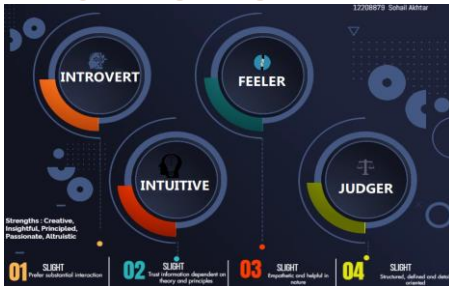 12208879 Sohail Akhtar
INTROVERT
FEELER
INTUITIVE
JUDGER
Strengths : Creative,
Insightful, Principled,
Passionate, Altruistic
01 SLIGHT
Prefer substantial interaction
02 SLIGHT
Trust information dependent on
theory and principles
03 SLIGHT
Empathetic and helpful in
nature
04 SLIGHT
Structured, defined and detail
oriented